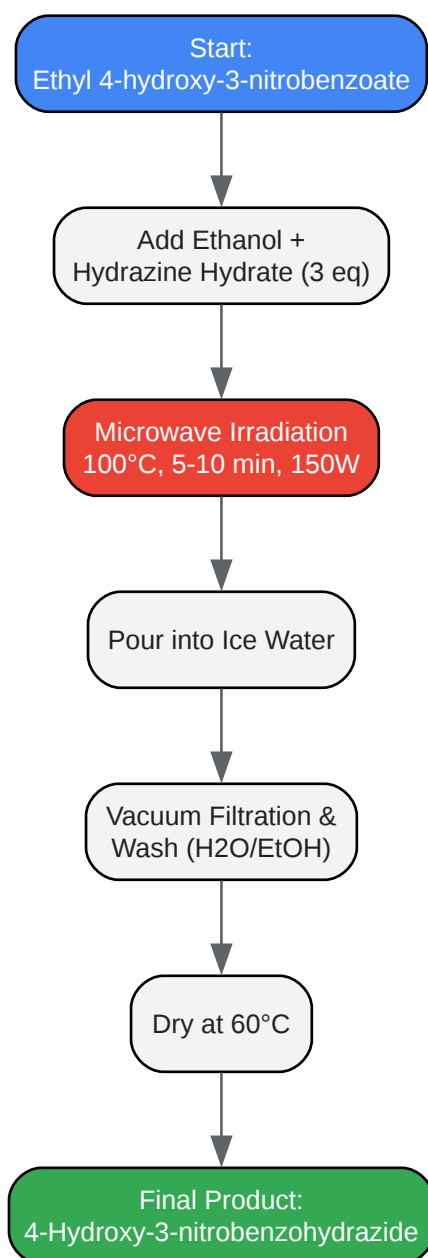 Start:
Ethyl 4-hydroxy-3-nitrobenzoate
Add Ethanol +
Hydrazine Hydrate (3 eq)
Microwave Irradiation
100°C, 5-10 min, 150W
Pour into Ice Water
Vacuum Filtration &
Wash (H2O/EtOH)
Dry at 60°C
Final Product:
4-Hydroxy-3-nitrobenzohydrazide